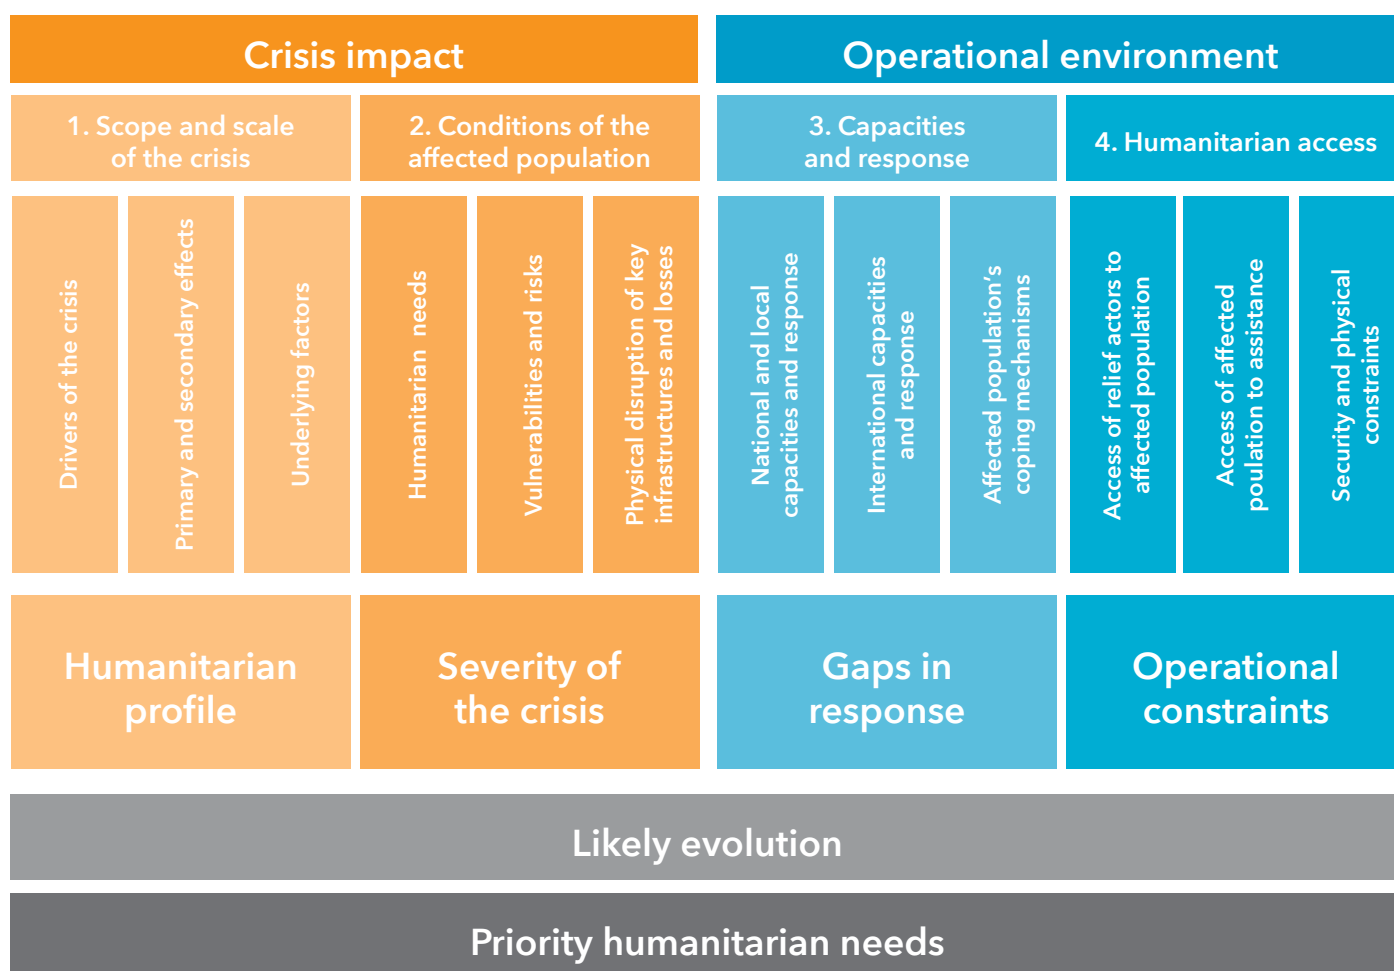 Crisis impact
Operational environment
1. Scope and scale
of the crisis
2. Conditions of the
affected population
3. Capacities
and response
4. Humanitarian access
Drivers of the crisis
Primary and secondary effects
Underlying factors
Humanitarian needs
Vulnerabilities and risks
Physical disruption of key
infrastructures and losses
National and local
capacities and response
International capacities
and response
Affected population’s
coping mechanisms
Access of relief actors to
affected population
Access of affected
poulation to assistance
Security and physical
constraints
Humanitarian
profile
Severity of
the crisis
Gaps in
response
Operational
constraints
Likely evolution
Priority humanitarian needs